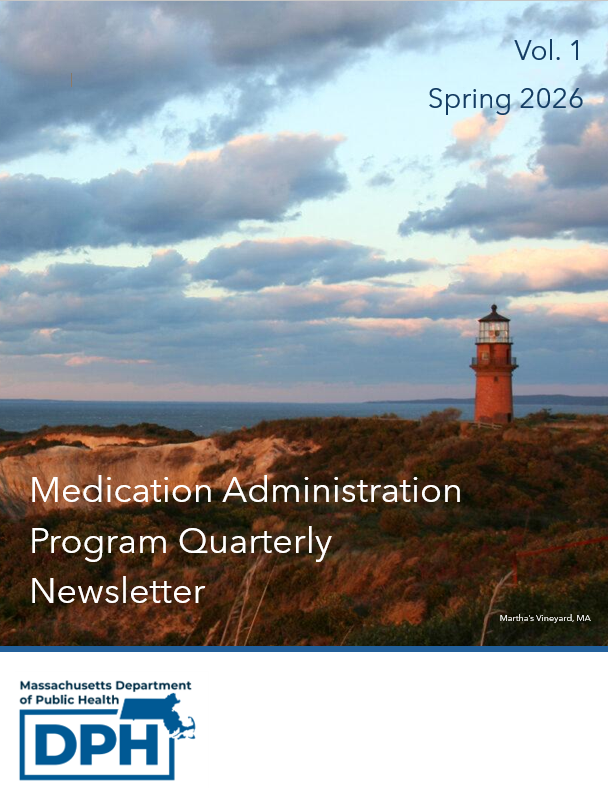 Vol. 1
Spring 2026
Medication Administration
Program Quarterly
Newsletter
Martha's Vineyard, MA
Massachusetts Department
of Public Health
DPH